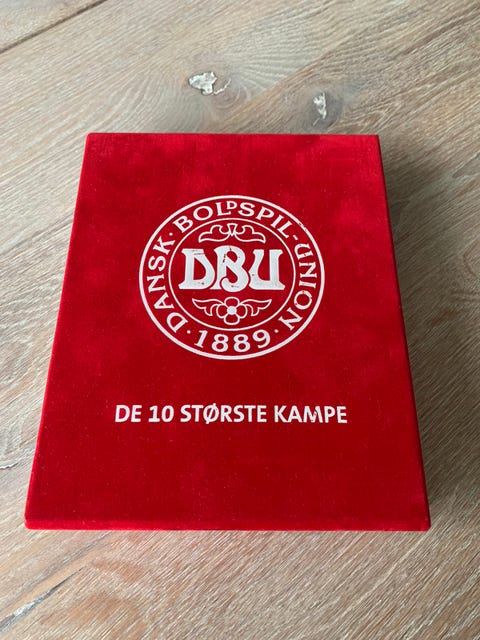 DANSK · BOLDSPIL-UNION
DBU
· 1889 ·
DE 10 STØRSTE KAMPE